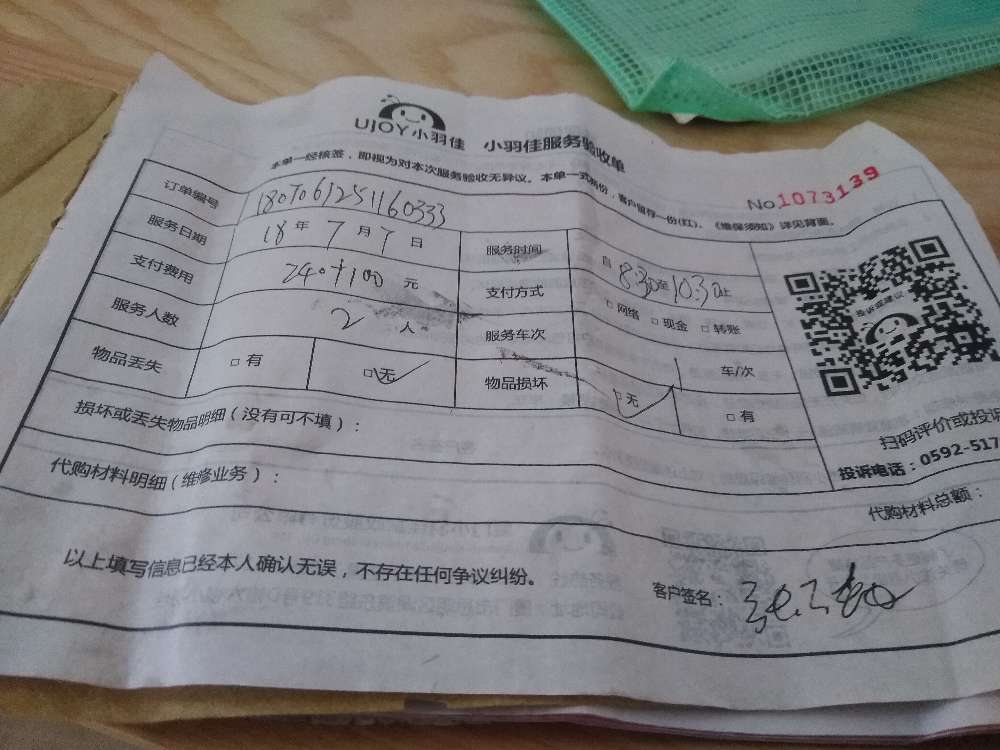 UJOY小羽佳 小羽佳服务验收单
本单一经核签，即视为对本次服务验收无异议。本单一式两份，客户留存一份(红)。《维保须知》详见背面。
No 1073139
订单编号 1807061251160333
服务日期 18 年 7 月 7 日 服务时间 自 8:30 至 10:30 止
支付费用 240+100 元 支付方式 □ 网络 □ 现金 □ 转账
服务人数 2 人 服务车次 车/次
物品丢失 □ 有 □ 无 ✓ 物品损坏 □ 无 ✓ □ 有
扫码评价或投诉
投诉电话：0592-517
损坏或丢失物品明细（没有可不填）：
代购材料明细（维修业务）： 代购材料总额：
以上填写信息已经本人确认无误，不存在任何争议纠纷。
客户签名：